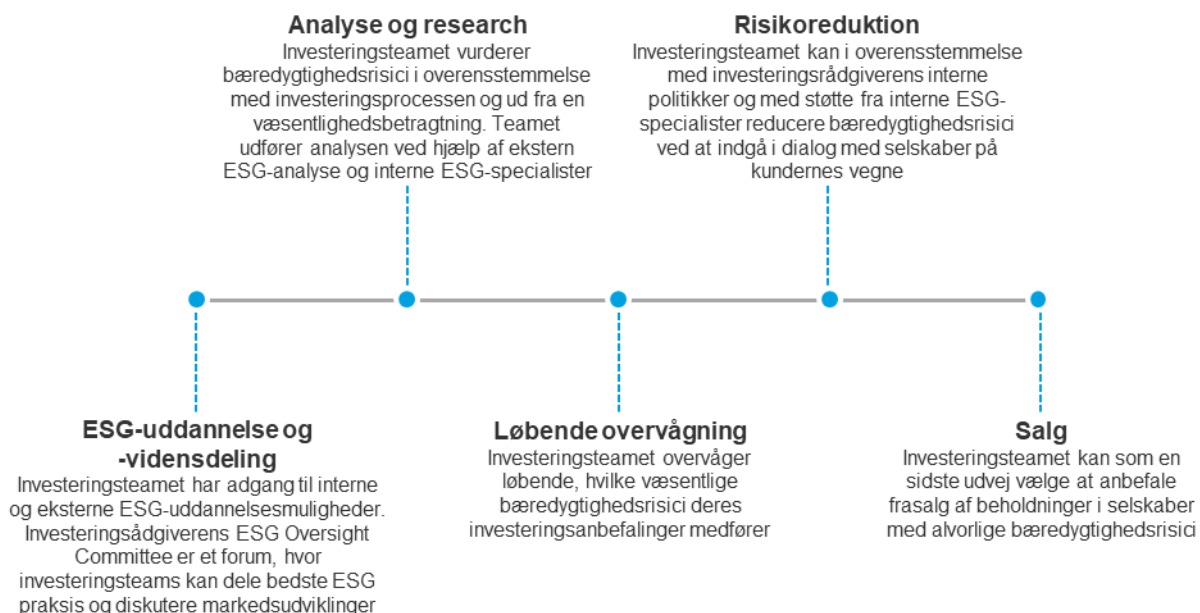 Analyse og research
Investeringsteamet vurderer
bæredygtighedsrisici i overensstemmelse
med investeringsprocessen og ud fra en
væsentlighedsbetragtning. Teamet
udfører analysen ved hjælp af ekstern
ESG-analyse og interne ESG-specialister
Risikoreduktion
Investeringsteamet kan i overensstemmelse
med investeringsrådgiverens interne
politikker og med støtte fra interne ESG-
specialister reducere bæredygtighedsrisici
ved at indgå i dialog med selskaber på
kundernes vegne
ESG-uddannelse og
-vidensdeling
Investeringsteamet har adgang til interne
og eksterne ESG-uddannelsesmuligheder.
Investeringsådgiverens ESG Oversight
Committee er et forum, hvor
investeringsteams kan dele bedste ESG
praksis og diskutere markedsudviklinger
Løbende overvågning
Investeringsteamet overvåger
løbende, hvilke væsentlige
bæredygtighedsrisici deres
investeringsanbefalinger medfører
Salg
Investeringsteamet kan som en
sidste udvej vælge at anbefale
frasalg af beholdninger i selskaber
med alvorlige bæredygtighedsrisici